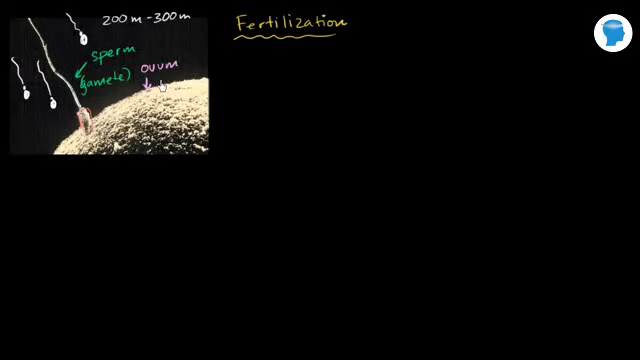 200 m - 300 m
Fertilization
sperm
(gamete)
ovum